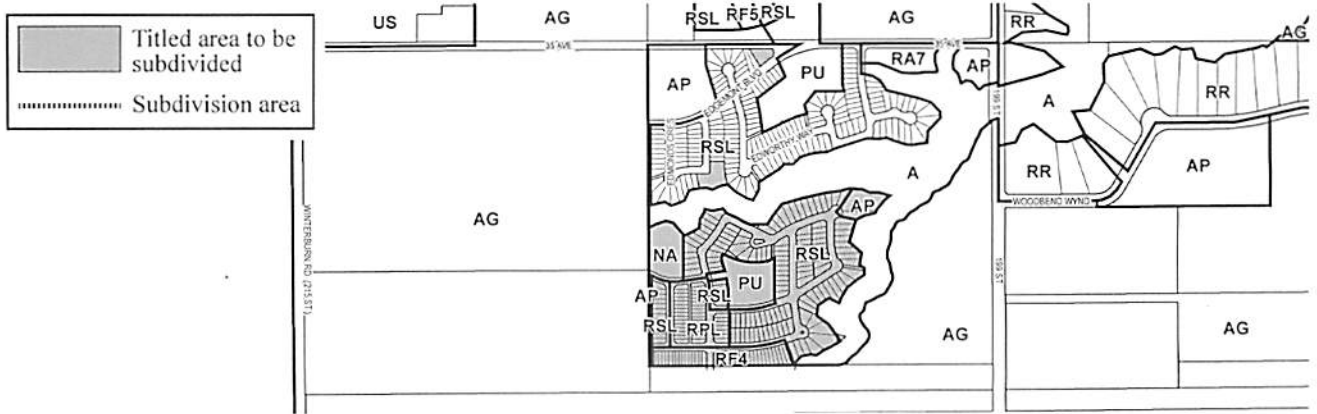 Titled area to be
subdivided
Subdivision area
US
AG
RSL
RF5
RSL
AG
RR
AG
35 AVE
35 AVE
AP
EDGEMONT BLVD
PU
RA7
AP
A
RR
RSL
EDWORTHY WAY
199 ST
A
RR
AP
WOODBEND WYND
WINTERBURN RD (215 ST)
AG
AP
NA
RSL
PU
199 ST
AP
RSL
RSL
RPL
RF4
AG
AG